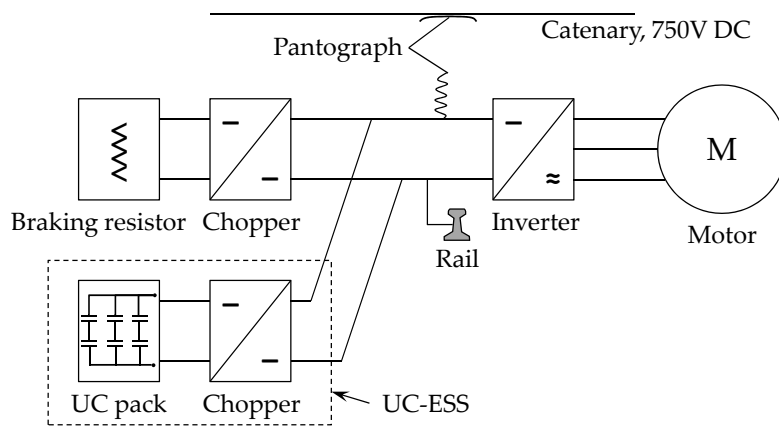 Catenary, 750V DC
Pantograph
M
Braking resistor
Chopper
Inverter
Motor
Rail
UC pack
Chopper
UC-ESS